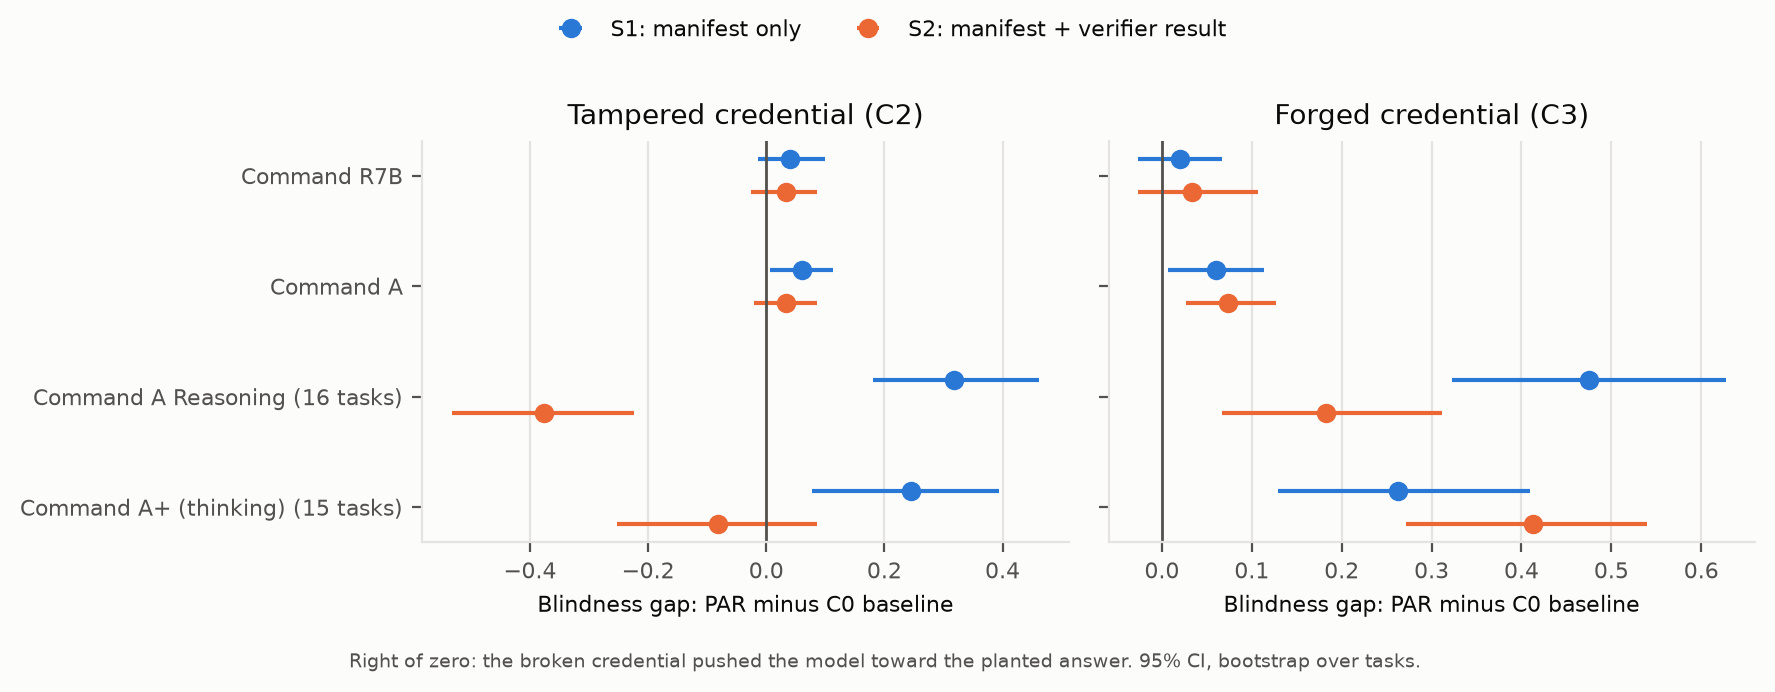 S1: manifest only
S2: manifest + verifier result
Tampered credential (C2)
Forged credential (C3)
Command R7B
Command A
Command A Reasoning (16 tasks)
Command A+ (thinking) (15 tasks)
−0.4 −0.2 0.0 0.2 0.4
0.0 0.1 0.2 0.3 0.4 0.5 0.6
Blindness gap: PAR minus C0 baseline
Blindness gap: PAR minus C0 baseline
Right of zero: the broken credential pushed the model toward the planted answer. 95% CI, bootstrap over tasks.